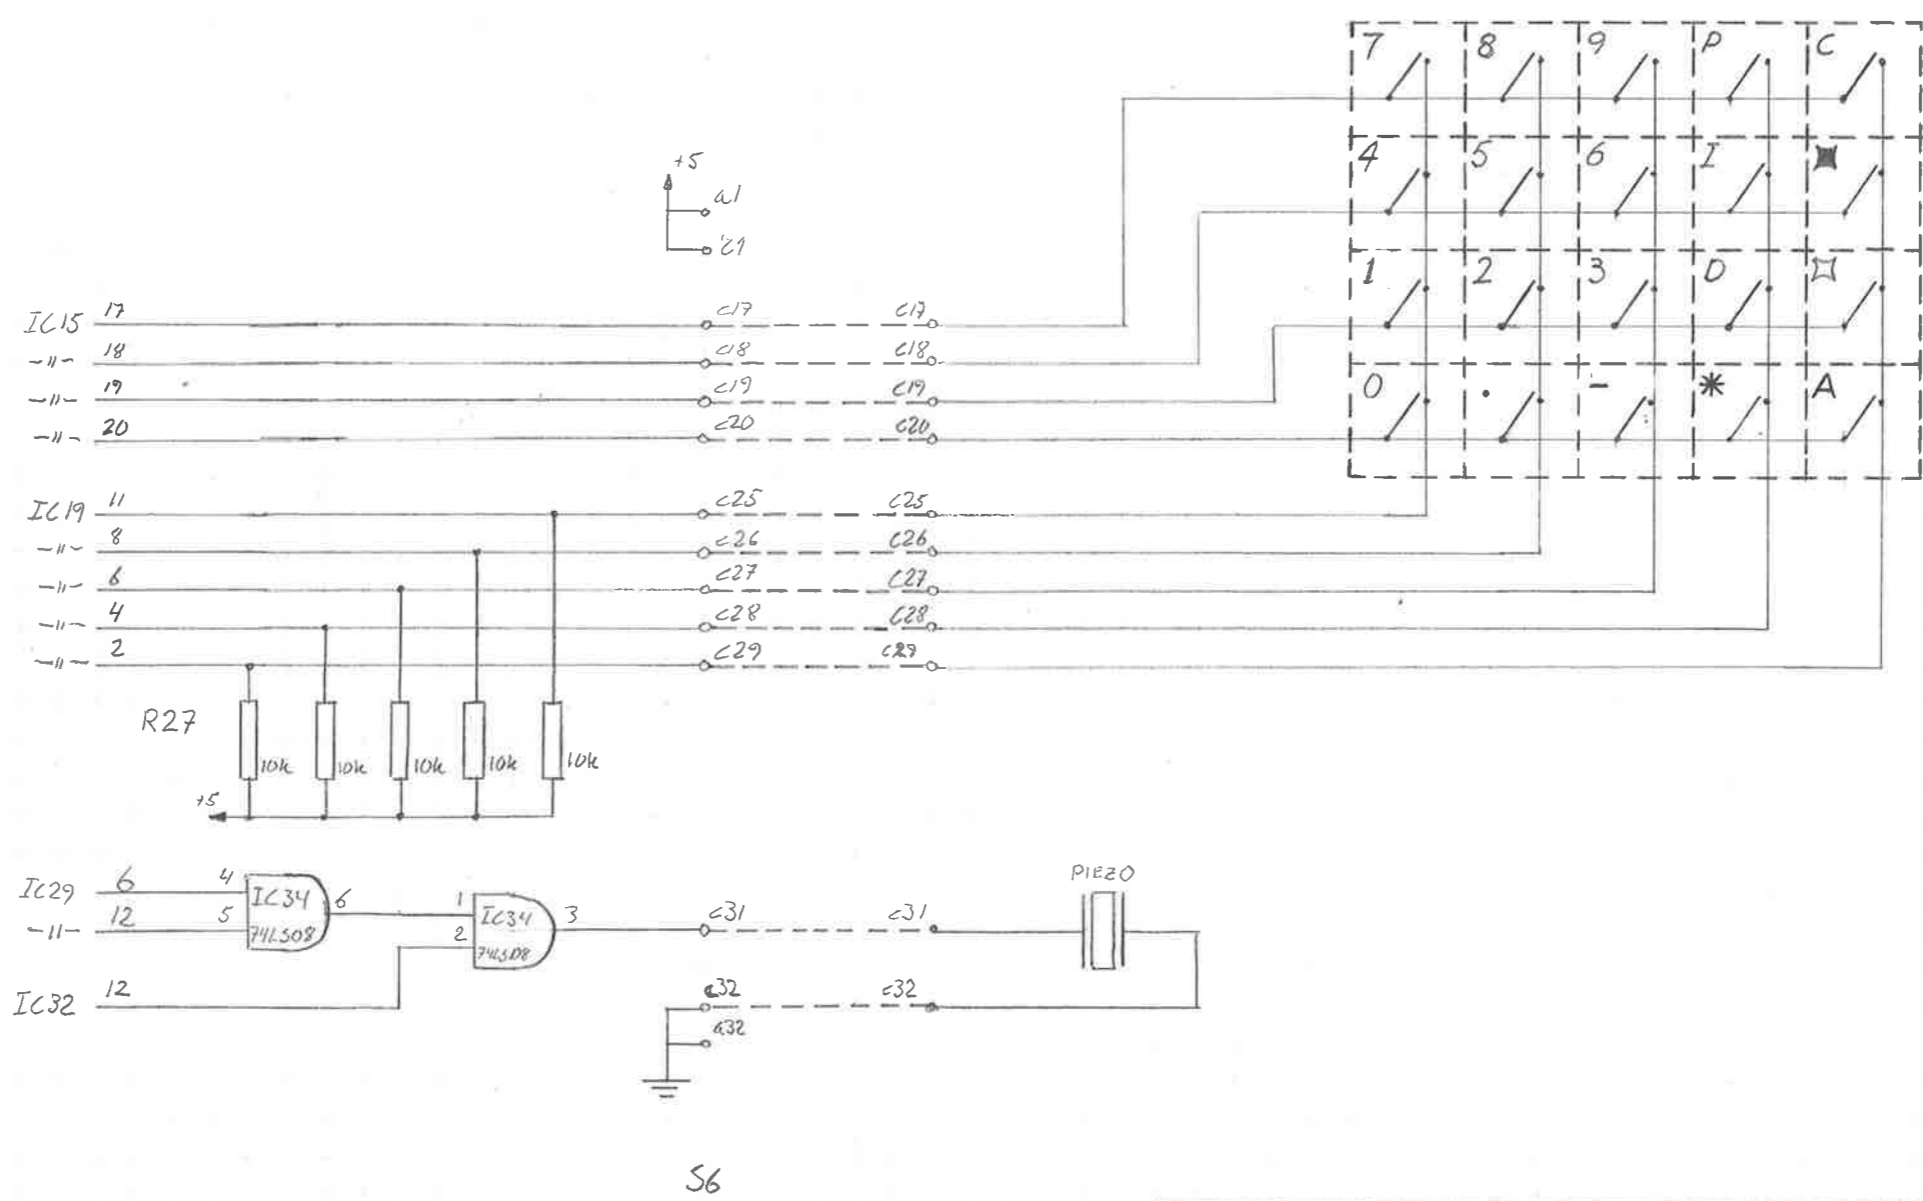 7 8 9 P C
4 5 6 I
1 2 3 D
0 . - * A
+5
a1
c1
IC15 17 c17 c17
-"- 18 c18 c18
-"- 19 c19 c19
-"- 20 c20 c20
IC19 11 c25 c25
-"- 8 c26 c26
-"- 6 c27 c27
-"- 4 c28 c28
-"- 2 c29 c29
R27
10k 10k 10k 10k 10k
+5
IC29 6 4 IC34 6 1 IC34 3 c31 c31 PIEZO
-"- 12 5 74LS08 2 74LS08
IC32 12 c32 c32
a32
S6